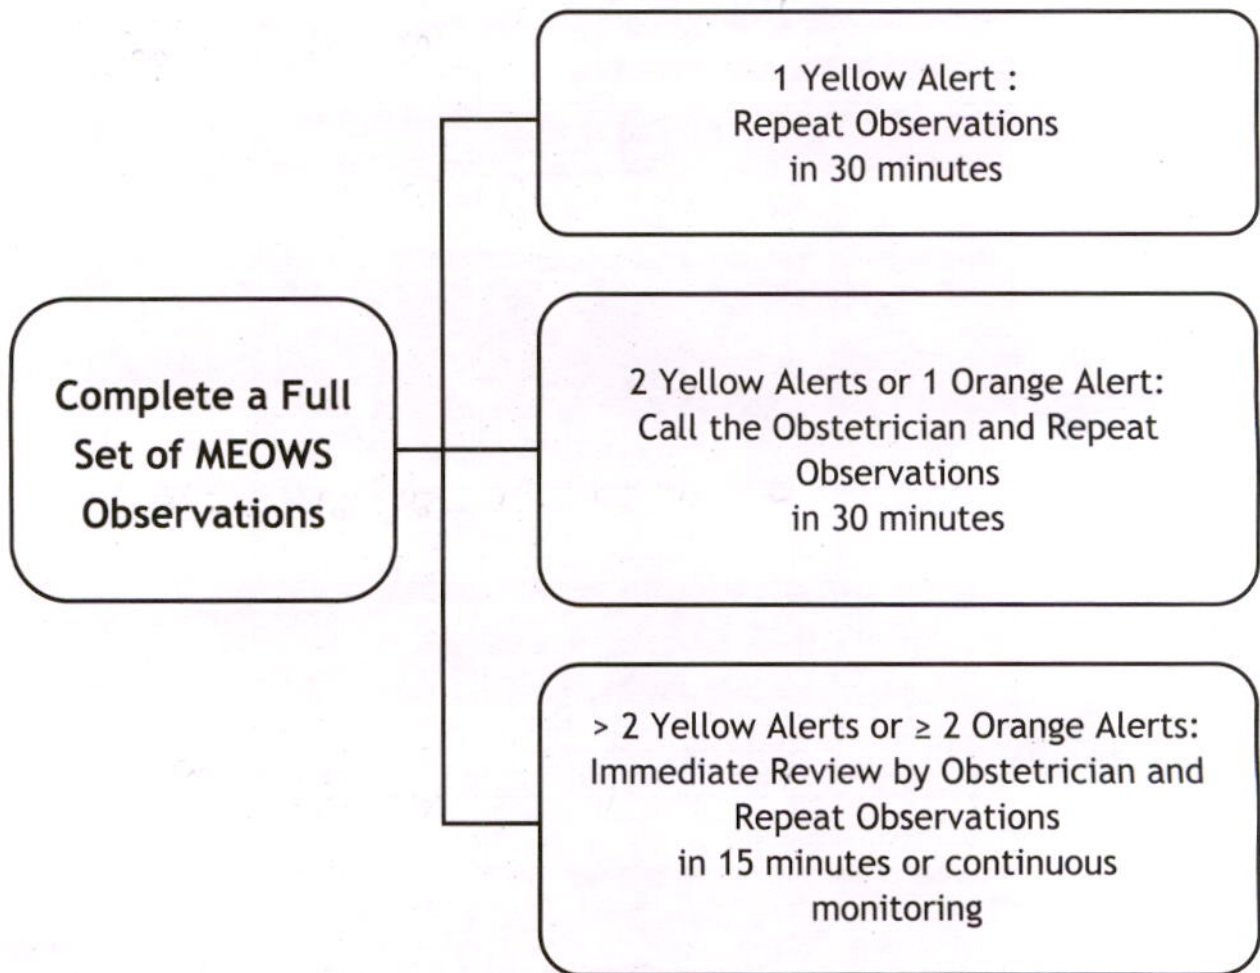 Complete a Full
Set of MEOWS
Observations
1 Yellow Alert :
Repeat Observations
in 30 minutes
2 Yellow Alerts or 1 Orange Alert:
Call the Obstetrician and Repeat
Observations
in 30 minutes
> 2 Yellow Alerts or ≥ 2 Orange Alerts:
Immediate Review by Obstetrician and
Repeat Observations
in 15 minutes or continuous
monitoring